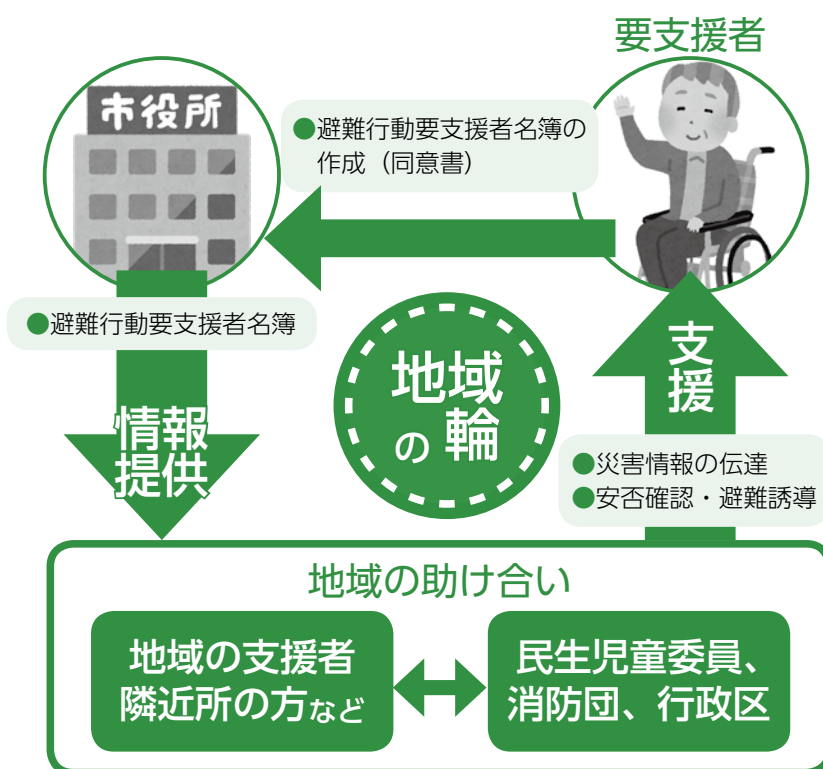 要支援者
市役所
●避難行動要支援者名簿の
作成（同意書）
●避難行動要支援者名簿
情報
提供
地域
の輪
支援
●災害情報の伝達
●安否確認・避難誘導
地域の助け合い
地域の支援者
隣近所の方など
民生児童委員、
消防団、行政区